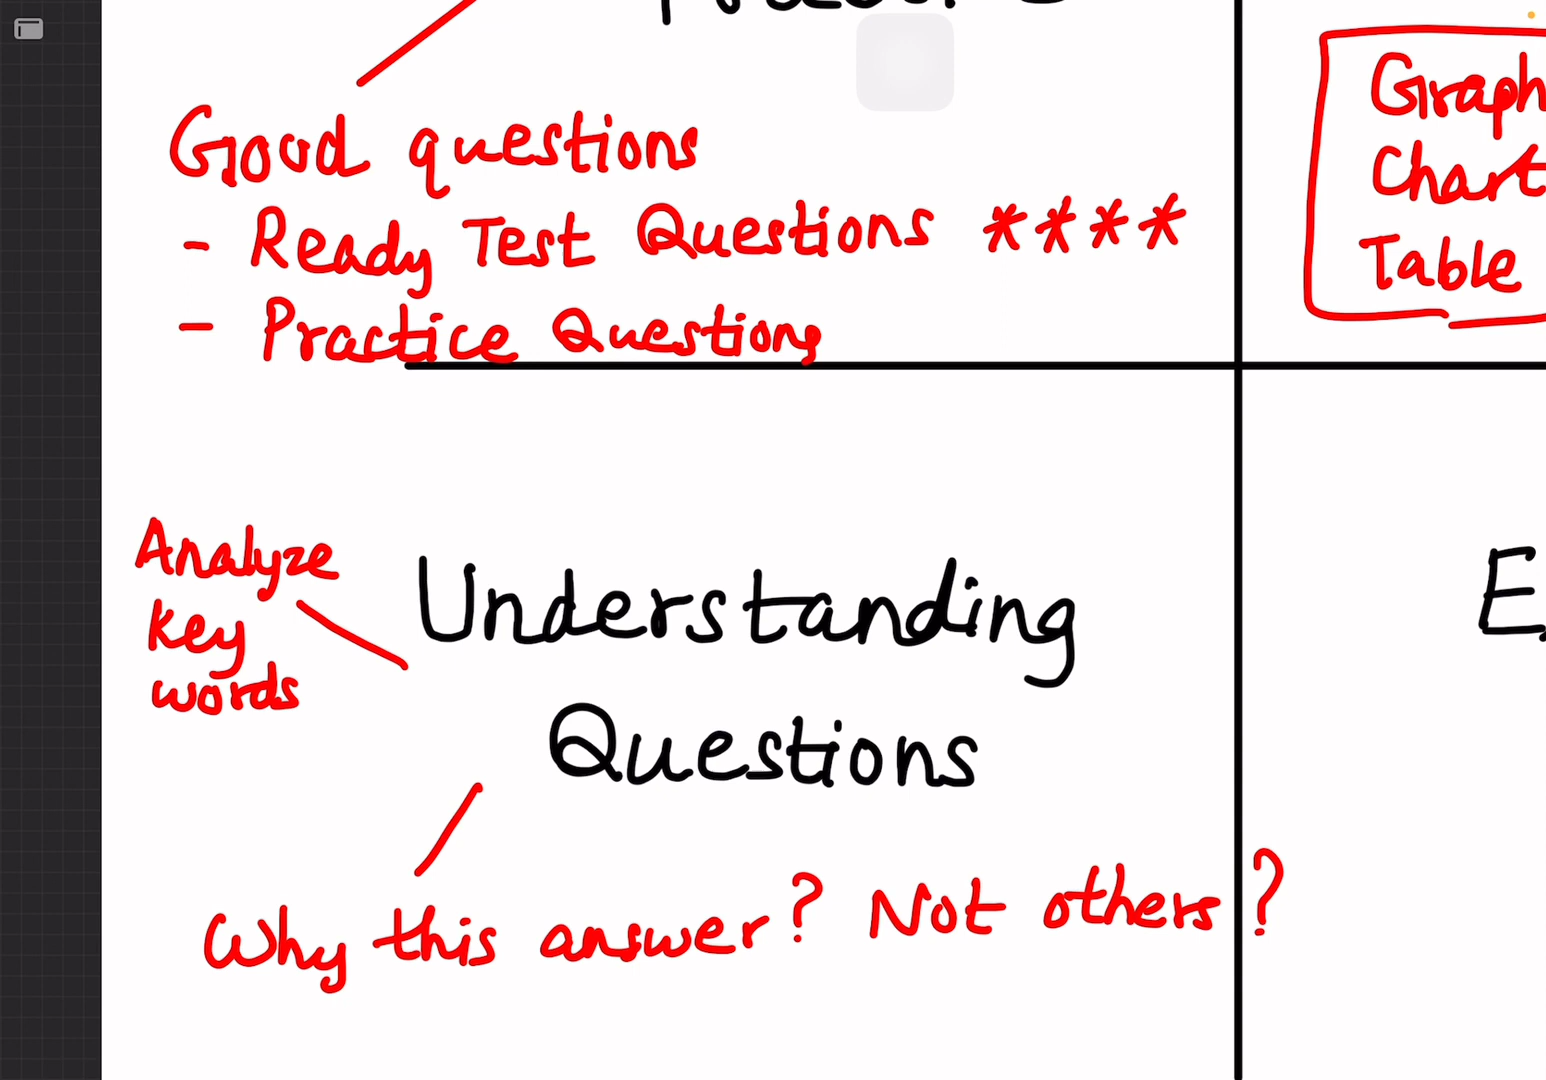 Good questions
- Ready Test Questions ****
- Practice Questions
Graph
Chart
Table
Analyze
key
words
Understanding
Questions
Why this answer? Not others?